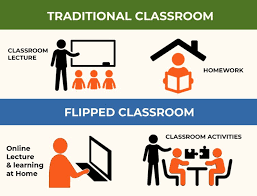 TRADITIONAL CLASSROOM
CLASSROOM
LECTURE
HOMEWORK
FLIPPED CLASSROOM
Online
Lecture
& learning
at Home
CLASSROOM ACTIVITIES